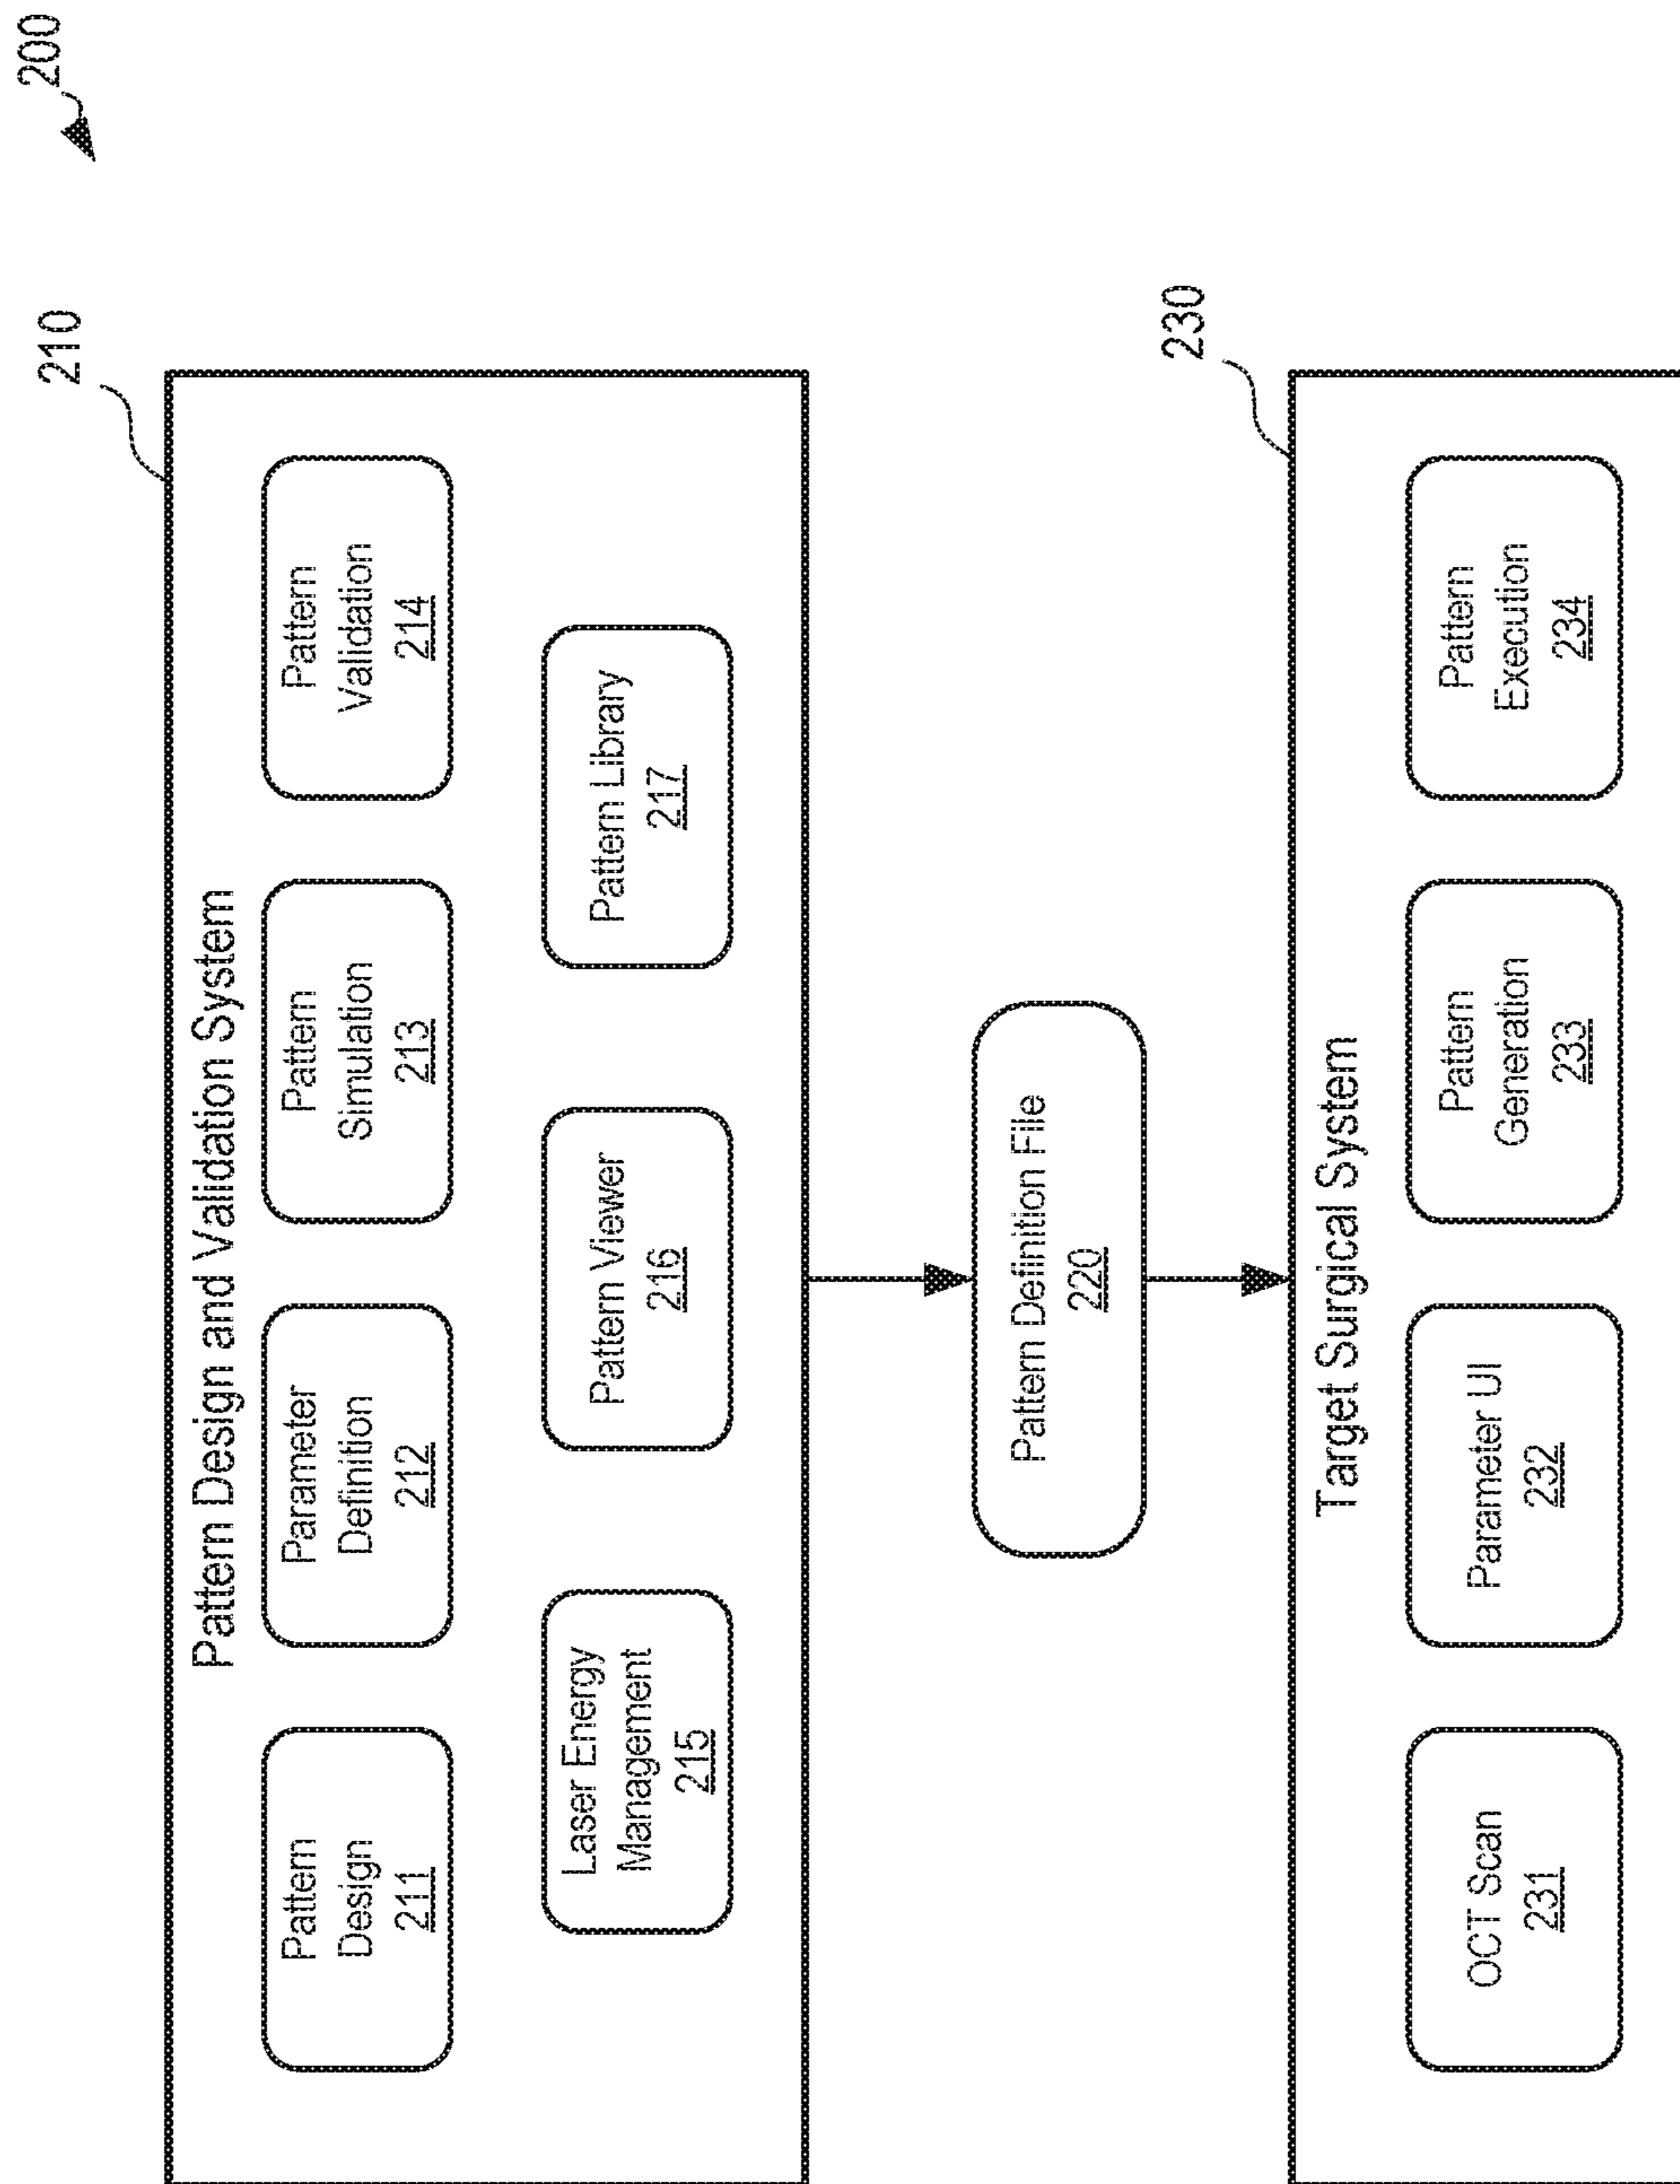 200
210
Pattern Design and Validation System
Pattern
Design
211
Parameter
Definition
212
Pattern
Simulation
213
Pattern
Validation
214
Laser Energy
Management
215
Pattern Viewer
216
Pattern Library
217
Pattern Definition File
220
230
Target Surgical System
OCT Scan
231
Parameter UI
232
Pattern
Generation
233
Pattern
Execution
234